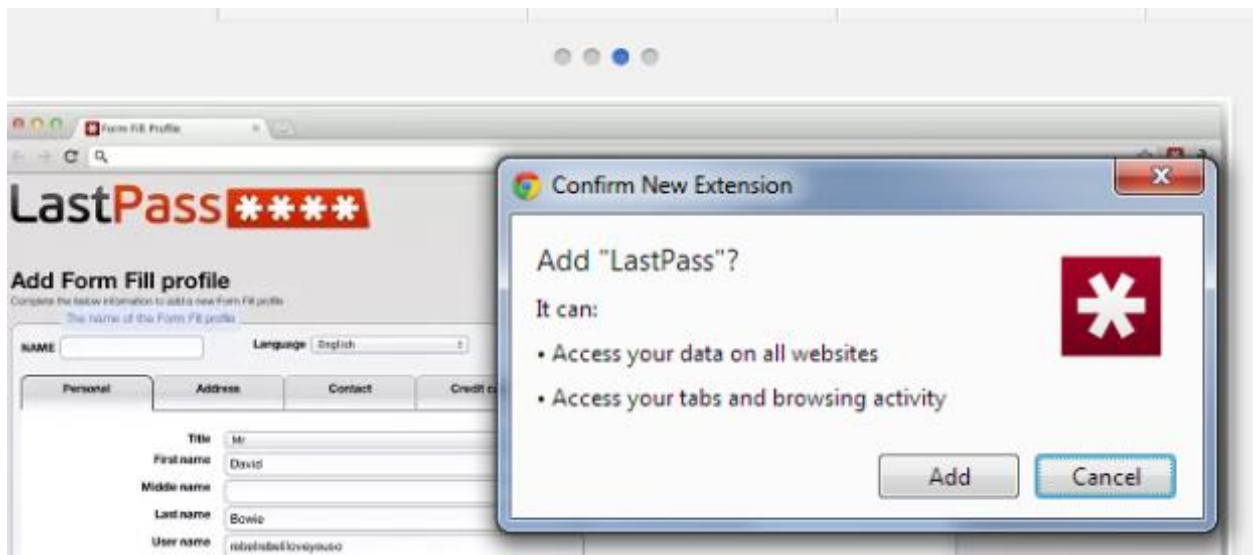 Form Fill Profile
LastPass ****
Add Form Fill profile
Complete the below information to add a new Form Fill profile
The name of the Form Fill profile
NAME
Language English
Personal Address Contact Credit
Title Mr
First name David
Middle name
Last name Bowie
User name rebelrebeliloveyouso
Confirm New Extension
Add "LastPass"?
It can:
• Access your data on all websites
• Access your tabs and browsing activity
Add Cancel